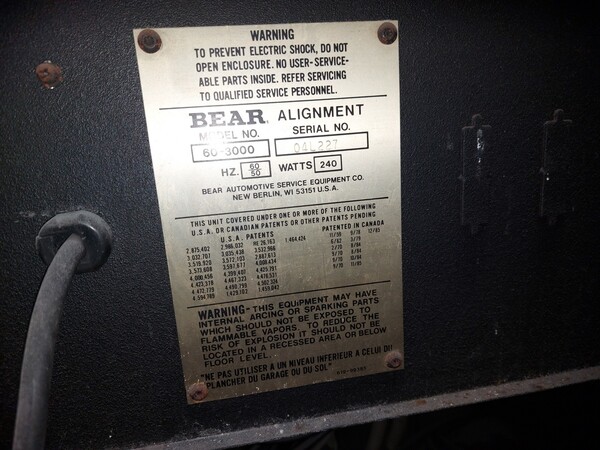 WARNING
TO PREVENT ELECTRIC SHOCK, DO NOT
OPEN ENCLOSURE. NO USER-SERVICE-
ABLE PARTS INSIDE. REFER SERVICING
TO QUALIFIED SERVICE PERSONNEL.
BEAR ALIGNMENT
MODEL NO. SERIAL NO.
60-3000 04L227
HZ. 60/50 WATTS 240
BEAR AUTOMOTIVE SERVICE EQUIPMENT CO.
NEW BERLIN, WI 53151 U.S.A.
THIS UNIT COVERED UNDER ONE OR MORE OF THE FOLLOWING
U.S.A. OR CANADIAN PATENTS OR OTHER PATENTS PENDING
U.S.A. PATENTS PATENTED IN CANADA
WARNING- THIS EQUIPMENT MAY HAVE
INTERNAL ARCING OR SPARKING PARTS
WHICH SHOULD NOT BE EXPOSED TO
FLAMMABLE VAPORS. TO REDUCE THE
RISK OF EXPLOSION IT SHOULD NOT BE
LOCATED IN A RECESSED AREA OR BELOW
FLOOR LEVEL.
"NE PAS UTILISER A UN NIVEAU INFERIEUR A CELUI DU
PLANCHER DU GARAGE OU DU SOL"